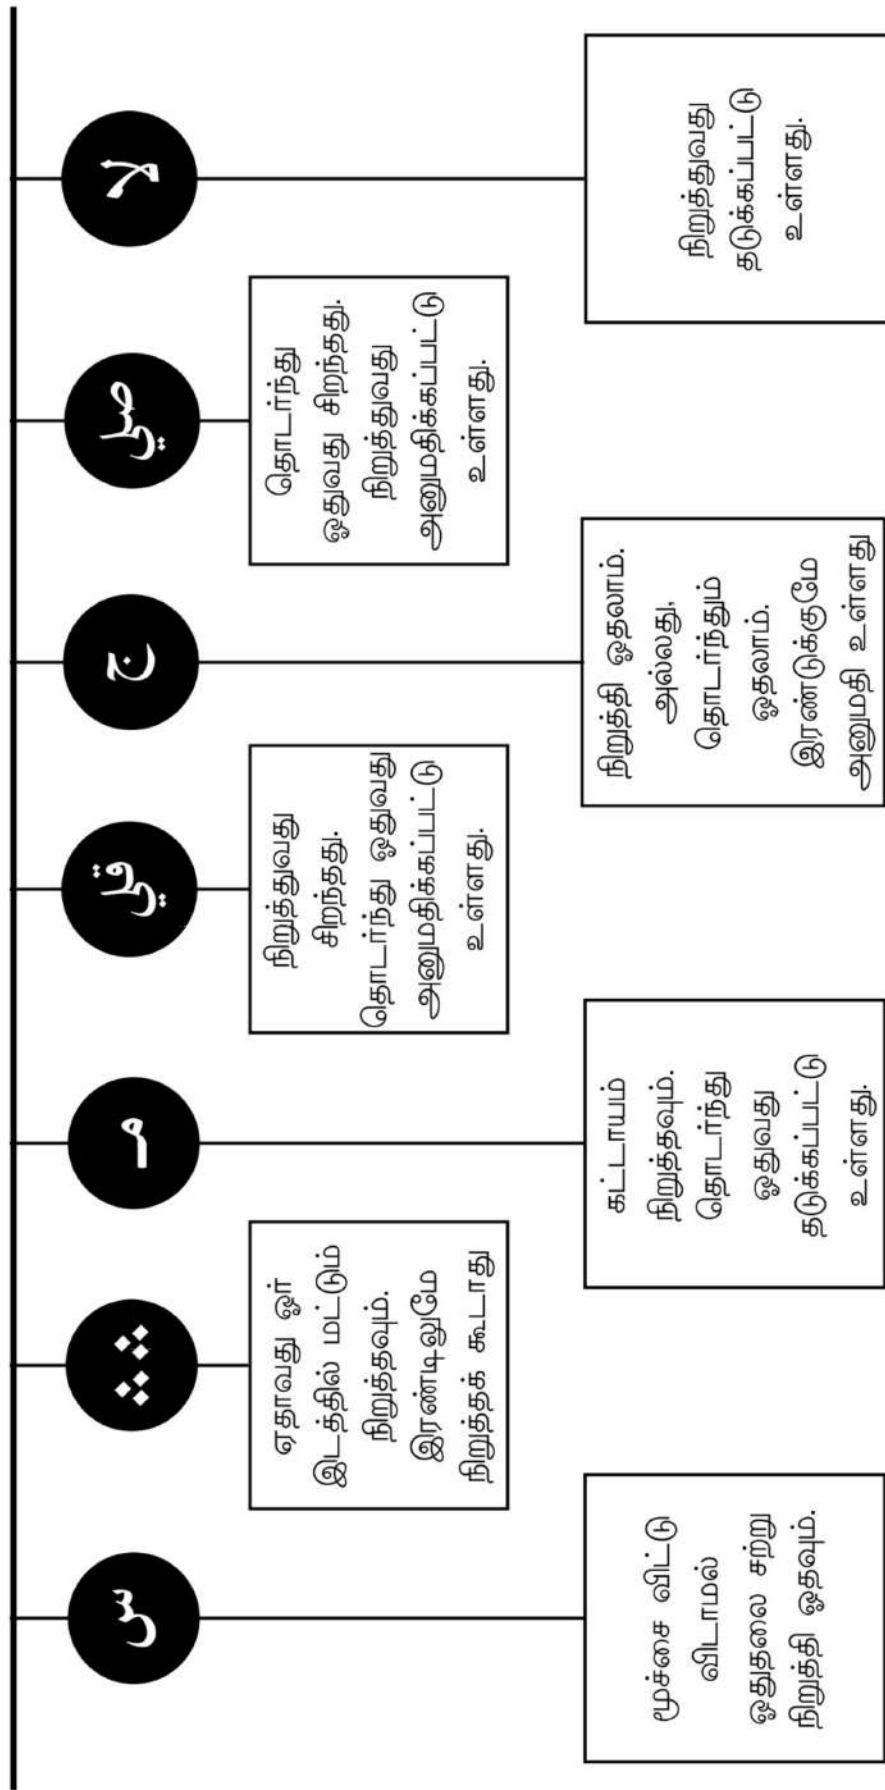 س
ۛ ۛ
م
قلى
ج
صلى
لا
மூச்சை விட்டு
விடாமல்
ஓதுதலை சற்று
நிறுத்தி ஓதவும்.
ஏதாவது ஓர்
இடத்தில் மட்டும்
நிறுத்தவும்.
இரண்டிலுமே
நிறுத்தக் கூடாது
கட்டாயம்
நிறுத்தவும்.
தொடர்ந்து
ஓதுவது
தடுக்கப்பட்டு
உள்ளது.
நிறுத்துவது
சிறந்தது.
தொடர்ந்து ஓதுவது
அனுமதிக்கப்பட்டு
உள்ளது.
நிறுத்தி ஓதலாம்.
அல்லது,
தொடர்ந்தும்
ஓதலாம்.
இரண்டுக்குமே
அனுமதி உள்ளது
தொடர்ந்து
ஓதுவது சிறந்தது.
நிறுத்துவது
அனுமதிக்கப்பட்டு
உள்ளது.
நிறுத்துவது
தடுக்கப்பட்டு
உள்ளது.